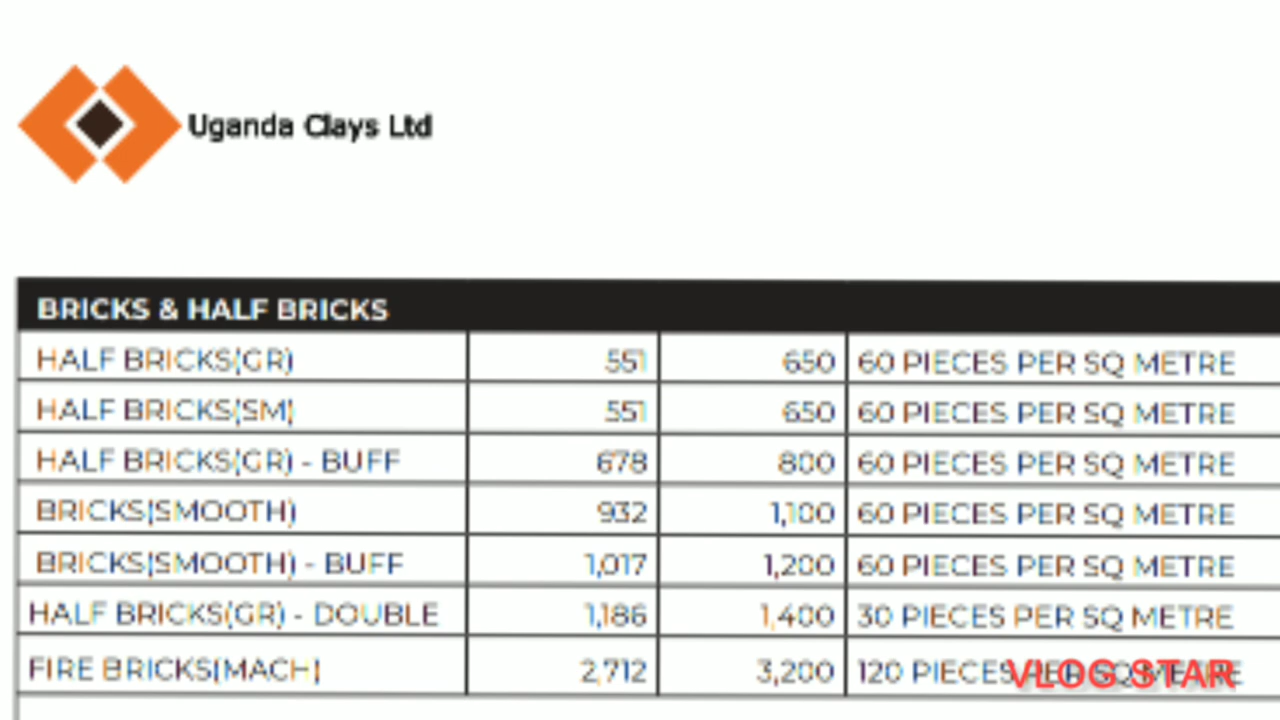 Uganda Clays Ltd
BRICKS & HALF BRICKS
HALF BRICKS(GR) 551 650 60 PIECES PER SQ METRE
HALF BRICKS(SM) 551 650 60 PIECES PER SQ METRE
HALF BRICKS(GR) - BUFF 678 800 60 PIECES PER SQ METRE
BRICKS(SMOOTH) 932 1,100 60 PIECES PER SQ METRE
BRICKS(SMOOTH) - BUFF 1,017 1,200 60 PIECES PER SQ METRE
HALF BRICKS(GR) - DOUBLE 1,186 1,400 30 PIECES PER SQ METRE
FIRE BRICKS(MACH) 2,712 3,200 120 PIECES PER SQ METRE
VLOG STAR